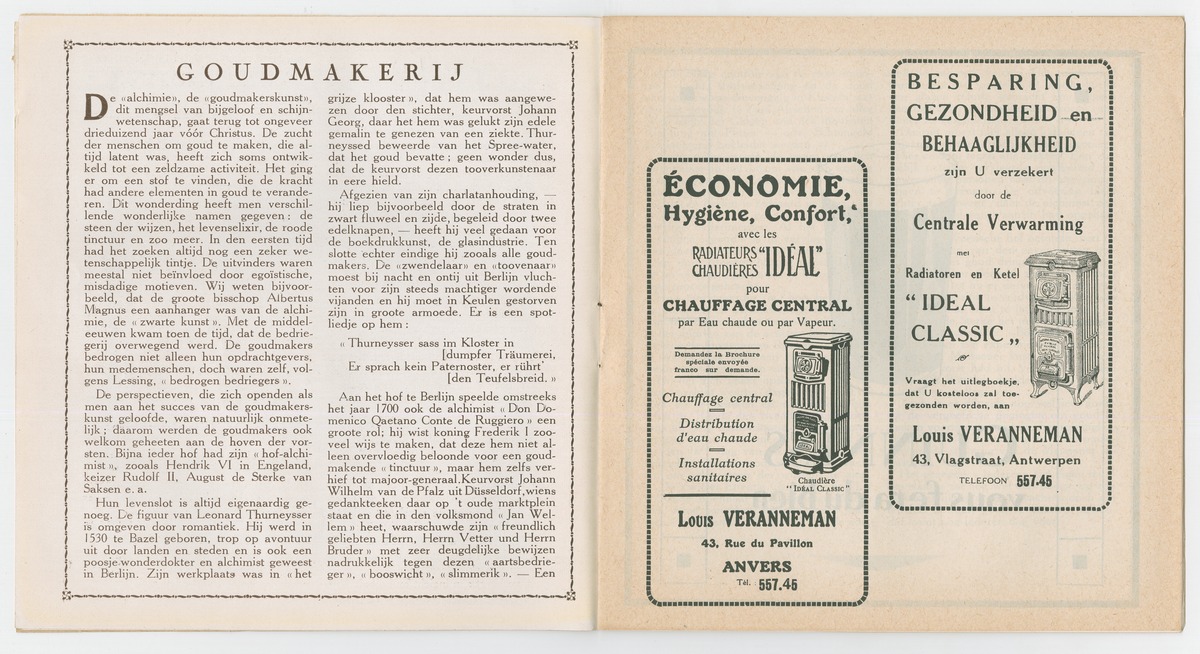 GOUDMAKERIJ
De «alchimie», de «goudmakerskunst»,
dit mengsel van bijgeloof en schijn-
wetenschap, gaat terug tot ongeveer
drieduizend jaar vóór Christus. De zucht
der menschen om goud te maken, die al-
tijd latent was, heeft zich soms ontwik-
keld tot een zeldzame activiteit. Het ging
er om een stof te vinden, die de kracht
had andere elementen in goud te verande-
ren. Dit wonderding heeft men verschil-
lende wonderlijke namen gegeven: de
steen der wijzen, het levenselixir, de roode
tinctuur en zoo meer. In den eersten tijd
had het zoeken altijd nog een zeker we-
tenschappelijk tintje. De uitvinders waren
meestal niet beïnvloed door egoïstische,
misdadige motieven. Wij weten bijvoor-
beeld, dat de groote bisschop Albertus
Magnus een aanhanger was van de alchi-
mie, de «zwarte kunst». Met de middel-
eeuwen kwam toen de tijd, dat de bedrie-
gerij overwegend werd. De goudmakers
bedrogen niet alleen hun opdrachtgevers,
hun medemenschen, doch waren zelf, vol-
gens Lessing, « bedrogen bedriegers ».
De perspectieven, die zich openden als
men aan het succes van de goudmakers-
kunst geloofde, waren natuurlijk onmete-
lijk; daarom werden de goudmakers ook
welkom geheeten aan de hoven der vor-
sten. Bijna ieder hof had zijn «hof-alchi-
mist», zooals Hendrik VI in Engeland,
keizer Rudolf II, August de Sterke van
Saksen e. a.
Hun levenslot is altijd eigenaardig ge-
noeg. De figuur van Leonard Thurneysser
is omgeven door romantiek. Hij werd in
1530 te Bazel geboren, trop op avontuur
uit door landen en steden en is ook een
poosje wonderdokter en alchimist geweest
in Berlijn. Zijn werkplaats was in «het
grijze klooster», dat hem was aangewe-
zen door den stichter, keurvorst Johann
Georg, daar het hem was gelukt zijn edele
gemalin te genezen van een ziekte. Thur-
neyssed beweerde van het Spree-water,
dat het goud bevatte; geen wonder dus,
dat de keurvorst dezen tooverkunstenaar
in eere hield.
Afgezien van zijn charlatanhouding, —
hij liep bijvoorbeeld door de straten in
zwart fluweel en zijde, begeleid door twee
edelknapen, — heeft hij veel gedaan voor
de boekdrukkunst, de glasindustrie. Ten
slotte echter eindige hij zooals alle goud-
makers. De «zwendelaar» en «toovenaar»
moest bij nacht en ontij uit Berlijn vluch-
ten voor zijn steeds machtiger wordende
vijanden en hij moet in Keulen gestorven
zijn in groote armoede. Er is een spot-
liedje op hem:
« Thurneysser sass im Kloster in
[dumpfer Träumerei,
Er sprach kein Paternoster, er rührt'
[den Teufelsbreid. »
Aan het hof te Berlijn speelde omstreeks
het jaar 1700 ook de alchimist « Don Do-
menico Qaetano Conte de Ruggiero » een
groote rol; hij wist koning Frederik I zoo-
veel wijs te maken, dat deze hem niet al-
leen overvloedig beloonde voor een goud-
makende «tinctuur», maar hem zelfs ver-
hief tot majoor-generaal.Keurvorst Johann
Wilhelm van de Pfalz uit Düsseldorf,wiens
gedankteeken daar op 't oude marktplein
staat en die in den volksmond «Jan Wel-
lem» heet, waarschuwde zijn «freundlich
geliebten Herrn, Herrn Vetter und Herrn
Bruder» met zeer deugdelijke bewijzen
nadrukkelijk tegen dezen «aartsbedrie-
ger», «booswicht», «slimmerik». — Een
ÉCONOMIE,
Hygiène, Confort,
avec les
RADIATEURS
CHAUDIÈRES "IDÉAL"
pour
CHAUFFAGE CENTRAL
par Eau chaude ou par Vapeur.
Demandez la Brochure
spéciale envoyée
franco sur demande.
Chauffage central
Distribution
d'eau chaude
Installations
sanitaires
Chaudière
"IDÉAL CLASSIC"
Louis VERANNEMAN
43, Rue du Pavillon
ANVERS
Tél. 557.45
BESPARING,
GEZONDHEID en
BEHAAGLIJKHEID
zijn U verzekert
door de
Centrale Verwarming
met
Radiatoren en Ketel
"IDEAL
CLASSIC„
Vraagt het uitlegboekje,
dat U kosteloos zal toe-
gezonden worden, aan
Louis VERANNEMAN
43, Vlagstraat, Antwerpen
TELEFOON 557.45